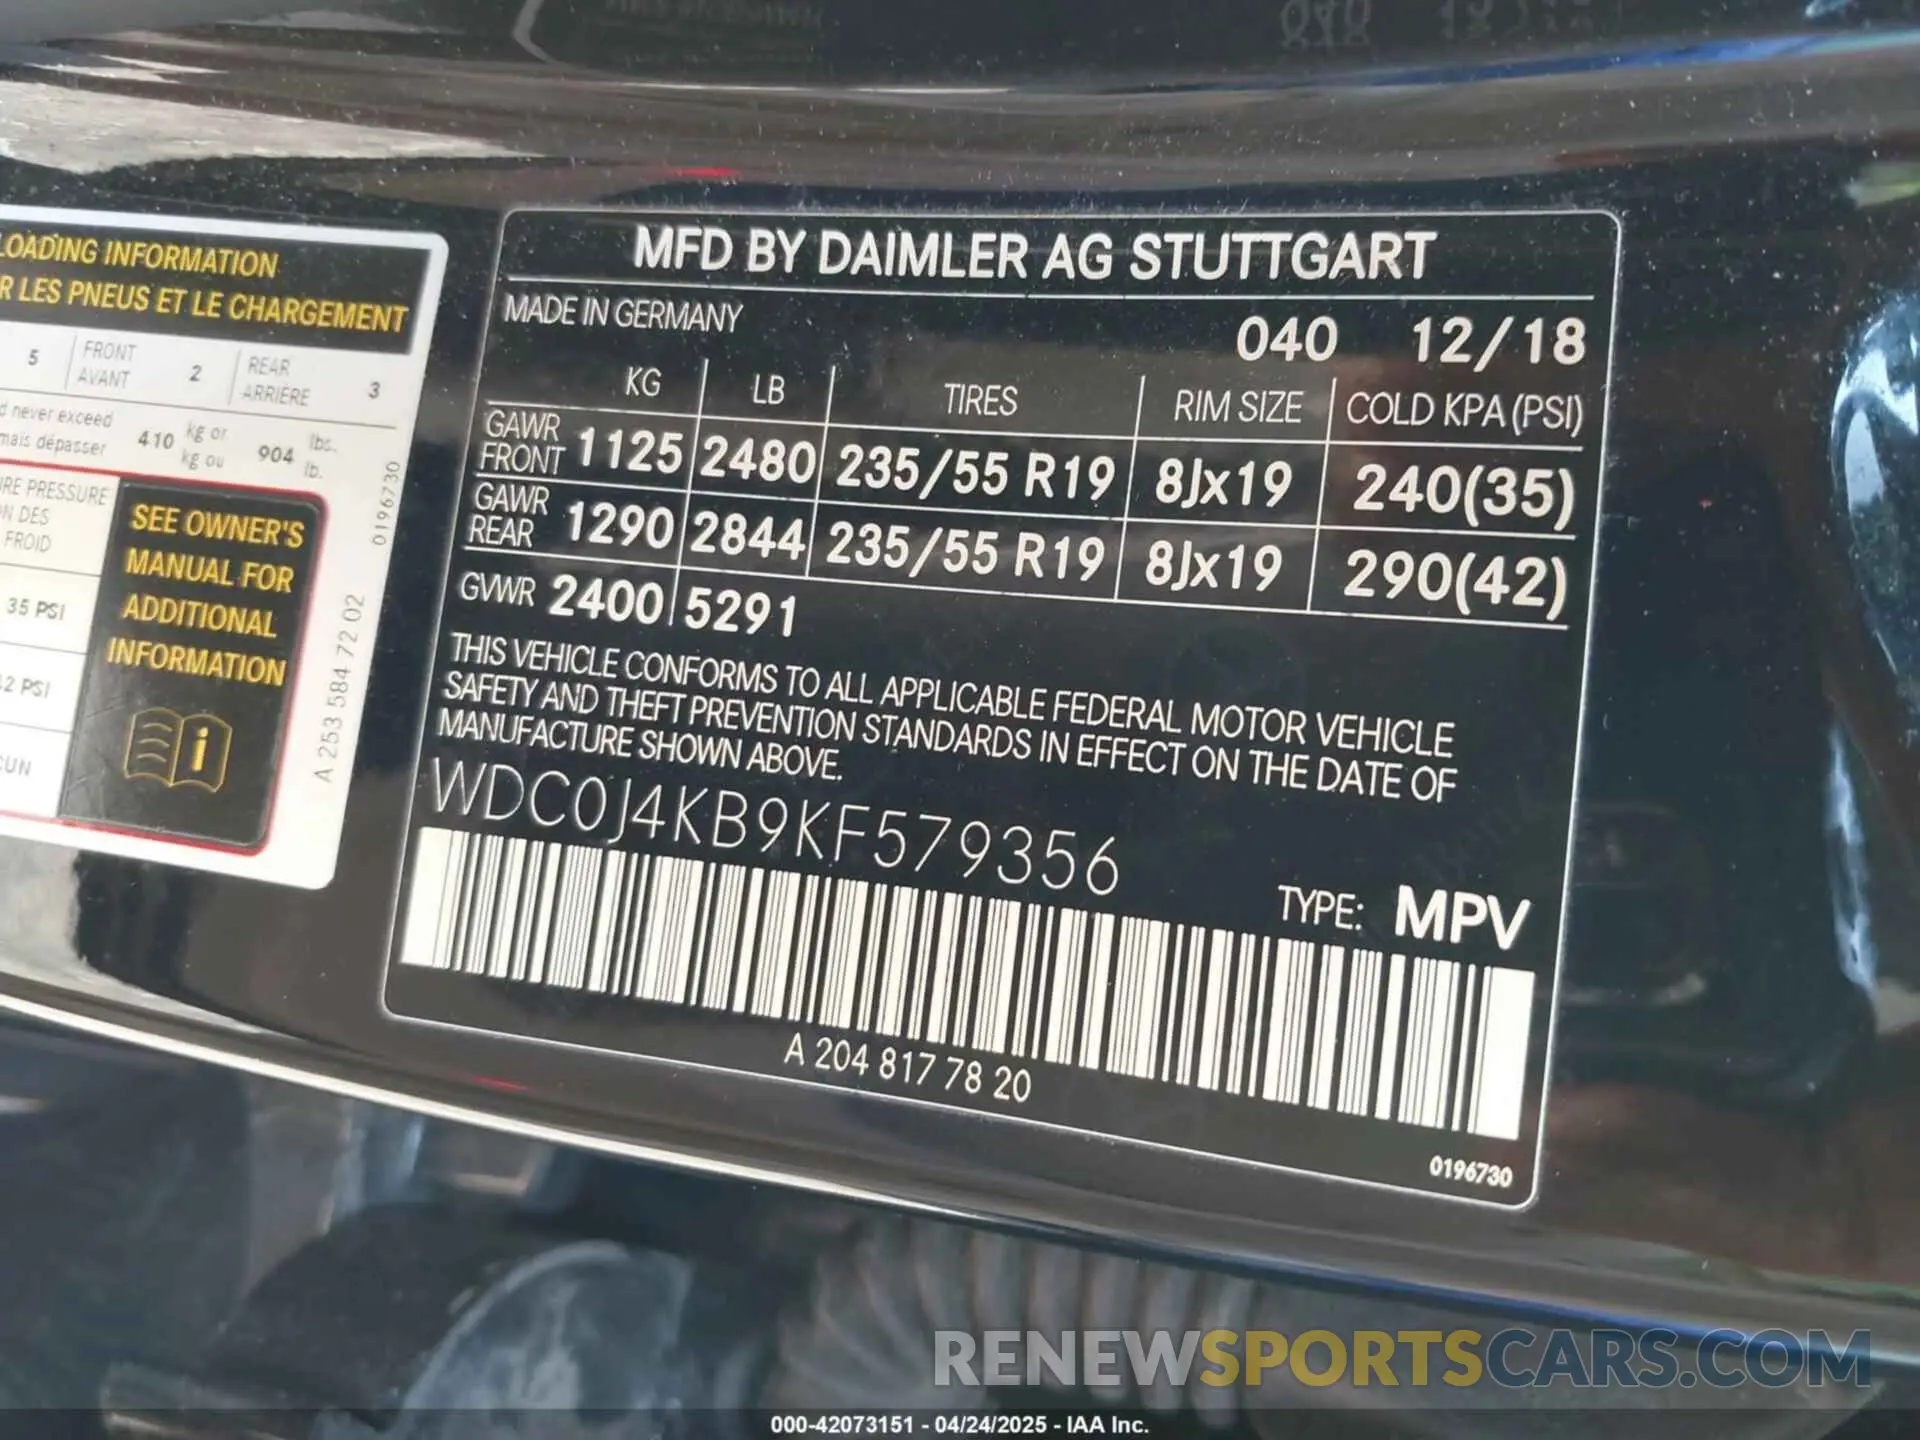 LOADING INFORMATION
R LES PNEUS ET LE CHARGEMENT
5 FRONT AVANT 2 REAR ARRIÈRE 3
d never exceed
mais dépasser 410 kg or kg ou 904 lbs. lb.
RE PRESSURE
N DES
FROID
35 PSI
42 PSI
SEE OWNER'S
MANUAL FOR
ADDITIONAL
INFORMATION
i
0196730
A 253 584 72 02
MFD BY DAIMLER AG STUTTGART
MADE IN GERMANY
040 12/18
KG LB TIRES RIM SIZE COLD KPA (PSI)
GAWR FRONT 1125 2480 235/55 R19 8Jx19 240(35)
GAWR REAR 1290 2844 235/55 R19 8Jx19 290(42)
GVWR 2400 5291
THIS VEHICLE CONFORMS TO ALL APPLICABLE FEDERAL MOTOR VEHICLE
SAFETY AND THEFT PREVENTION STANDARDS IN EFFECT ON THE DATE OF
MANUFACTURE SHOWN ABOVE.
WDC0J4KB9KF579356
TYPE: MPV
A 204 817 78 20
0196730
RENEWSPORTSCARS.COM
000-42073151 - 04/24/2025 - IAA Inc.